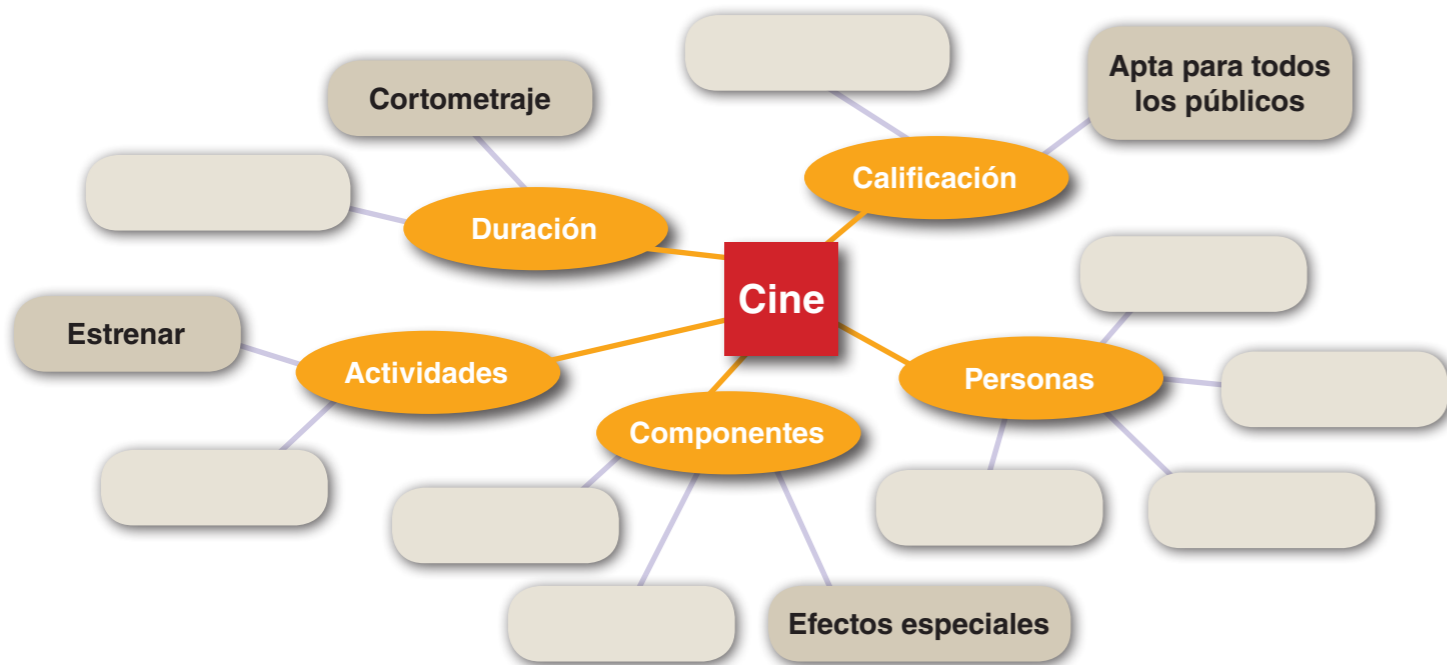 Cortometraje
Apta para todos
los públicos
Calificación
Duración
Cine
Estrenar
Actividades
Personas
Componentes
Efectos especiales